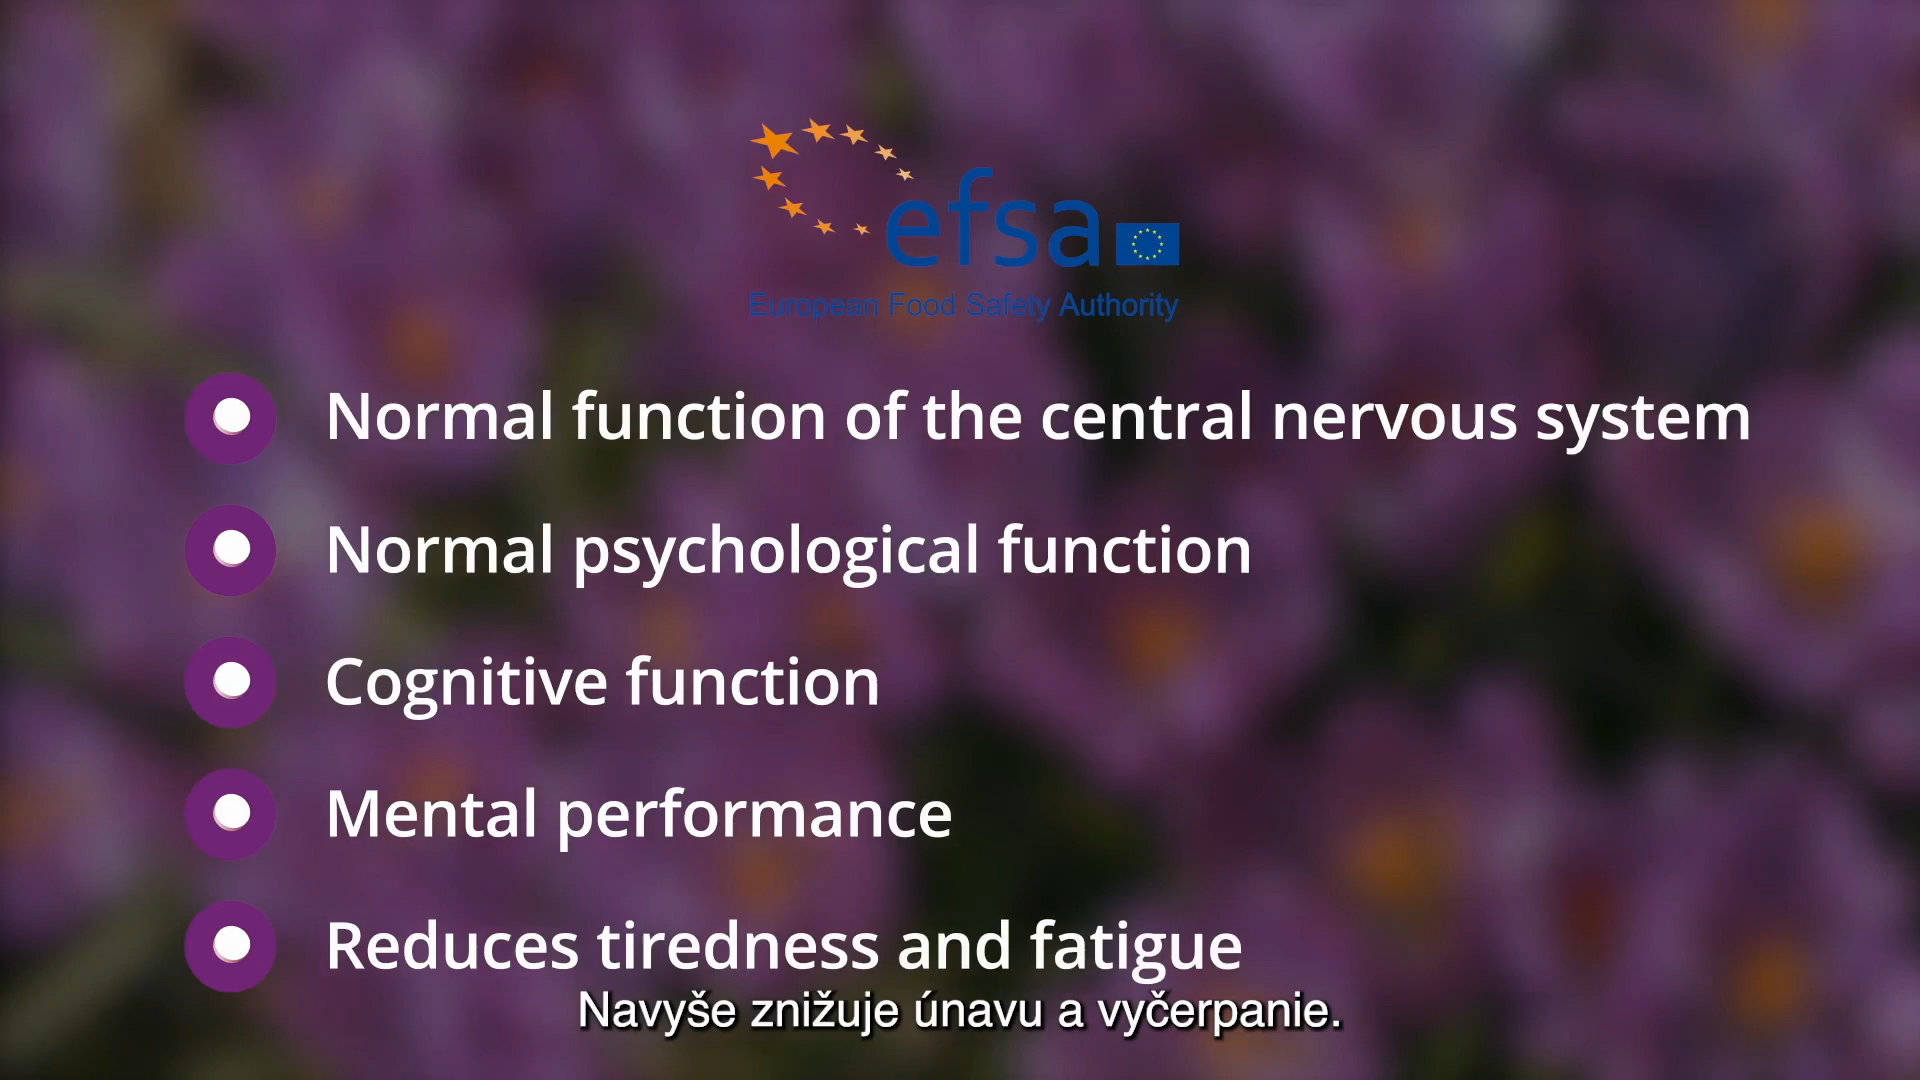 efsa
European Food Safety Authority
Normal function of the central nervous system
Normal psychological function
Cognitive function
Mental performance
Reduces tiredness and fatigue
Navyše znižuje únavu a vyčerpanie.